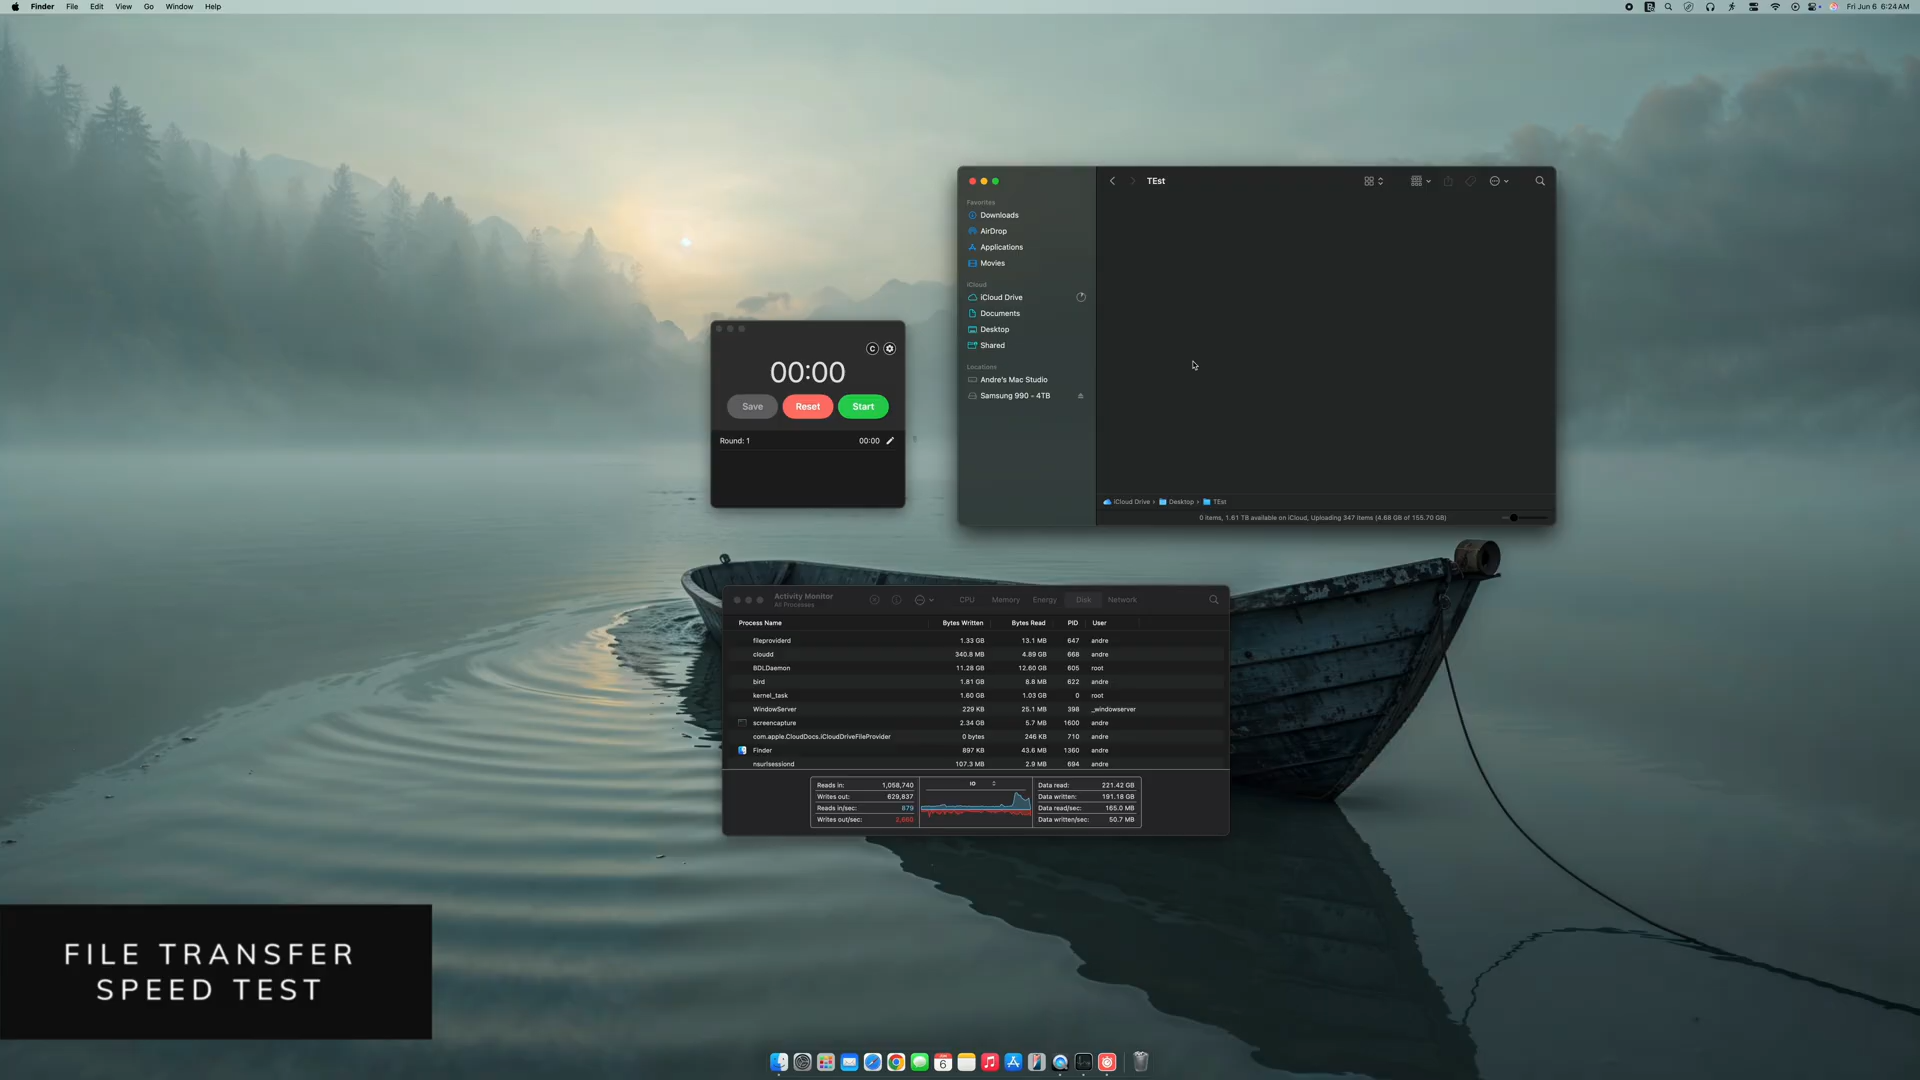 Finder File Edit View Go Window Help
Fri Jun 6 6:24 AM
TEst
Favorites
Downloads
AirDrop
Applications
Movies
iCloud
iCloud Drive
Documents
Desktop
Shared
Locations
Andre's Mac Studio
Samsung 990 - 4TB
iCloud Drive › Desktop › TEst
0 items, 1.61 TB available on iCloud, Uploading 347 items (4.68 GB of 155.70 GB)
C
00:00
Save Reset Start
Round: 1 00:00
Activity Monitor
All Processes
CPU Memory Energy Disk Network
Process Name Bytes Written Bytes Read PID User
fileproviderd 1.33 GB 13.1 MB 647 andre
cloudd 340.8 MB 4.89 GB 668 andre
BDLDaemon 11.28 GB 12.60 GB 605 root
bird 1.81 GB 8.8 MB 622 andre
kernel_task 1.60 GB 1.03 GB 0 root
WindowServer 229 KB 25.1 MB 398 _windowserver
screencapture 2.34 GB 5.7 MB 1600 andre
com.apple.CloudDocs.iCloudDriveFileProvider 0 bytes 246 KB 710 andre
Finder 897 KB 43.6 MB 1360 andre
nsurlsessiond 107.3 MB 2.9 MB 694 andre
Reads in: 1,058,740 IO Data read: 221.42 GB
Writes out: 629,837 Data written: 191.18 GB
Reads in/sec: 879 Data read/sec: 165.0 MB
Writes out/sec: 2,660 Data written/sec: 50.7 MB
FILE TRANSFER
SPEED TEST
6